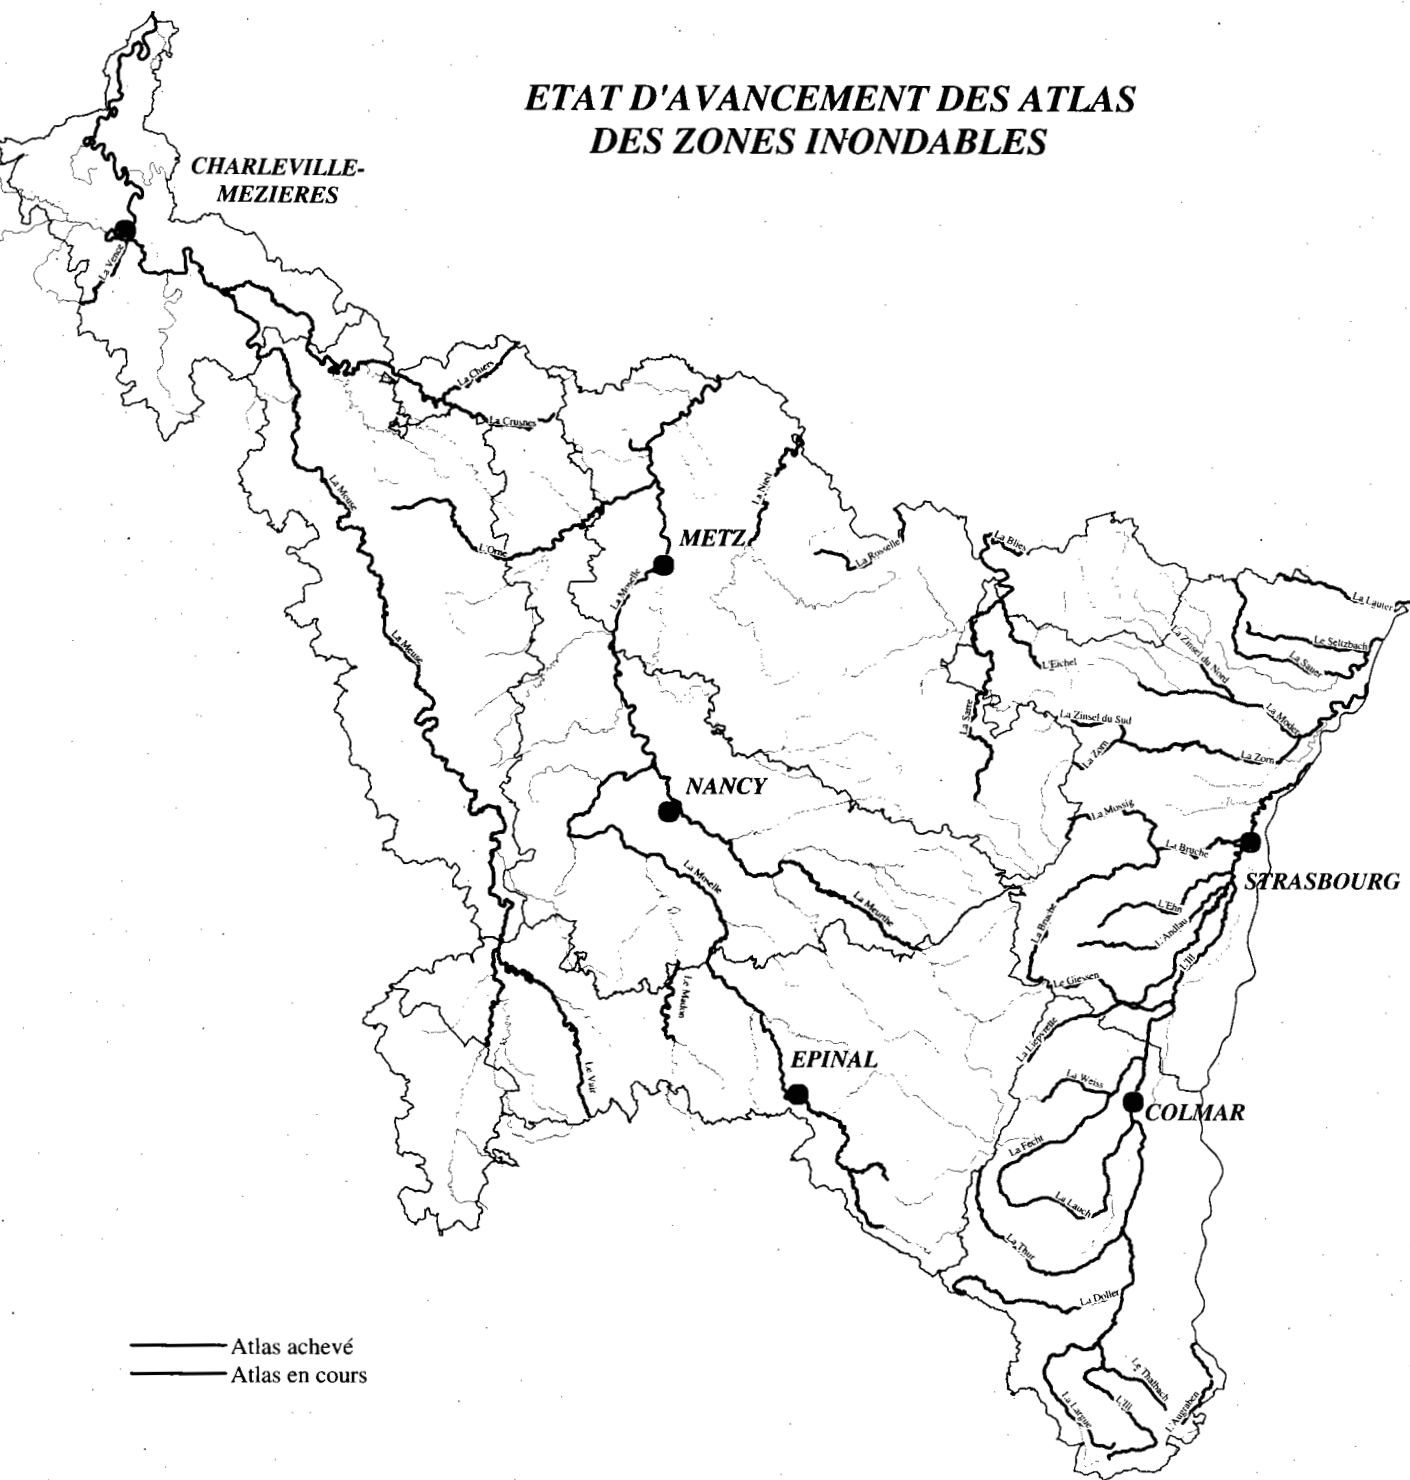 ETAT D'AVANCEMENT DES ATLAS
DES ZONES INONDABLES
CHARLEVILLE-
MEZIERES
La Vence
La Chiers
La Crusnes
La Meuse
La Nied
L'Orne
METZ
La Rosselle
La Blies
La Moselle
La Lauter
Le Seltzbach
La Sauer
La Zinsel du Nord
La Meuse
L'Eichel
La Sarre
La Zinsel du Sud
La Moder
La Zorn
La Zorn
NANCY
La Mossig
La Bruche
STRASBOURG
La Moselle
La Meurthe
L'Ehn
L'Andlau
La Bruche
L'Ill
Le Giessen
Le Madon
La Liepvrette
EPINAL
Le Vair
La Weiss
COLMAR
La Fecht
La Lauch
La Thur
La Doller
Atlas achevé
Atlas en cours
Le Thalbach
L'Ill
La Largue
L'Augraben